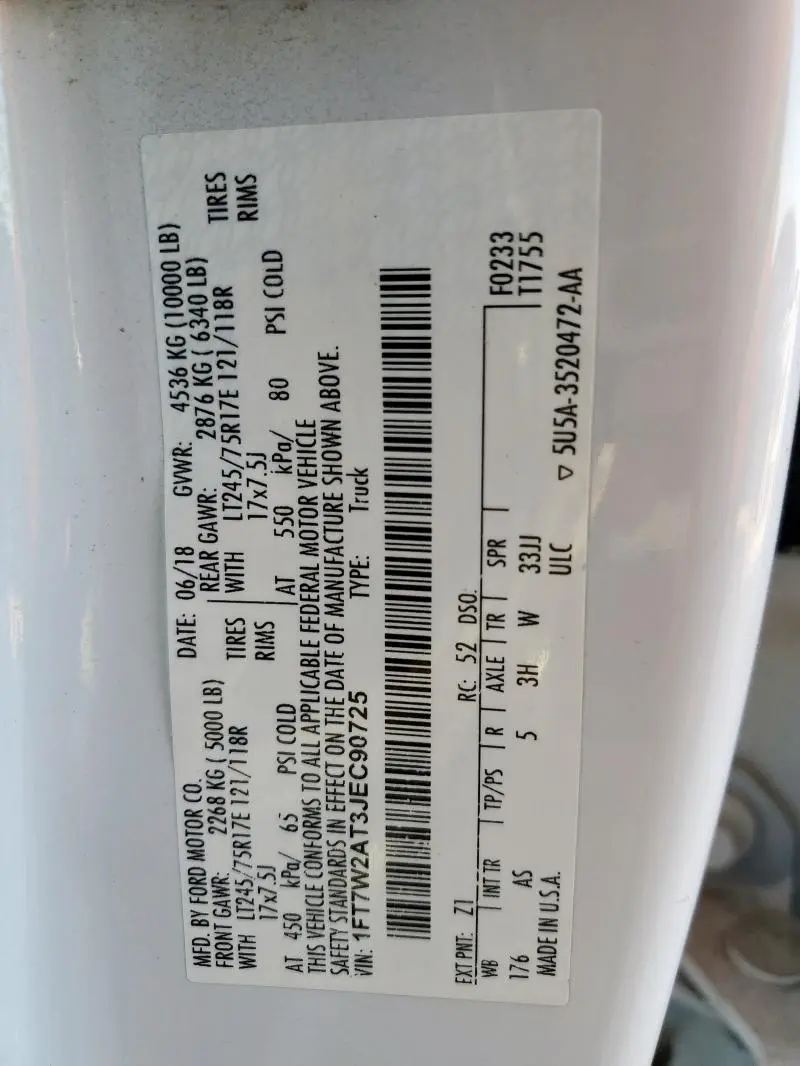 MFD. BY FORD MOTOR CO.
DATE: 06/18 GVWR: 4536 KG (10000 LB)
FRONT GAWR: 2268 KG ( 5000 LB) REAR GAWR: 2876 KG ( 6340 LB)
WITH LT245/75R17E 121/118R TIRES WITH LT245/75R17E 121/118R TIRES
17x7.5J RIMS 17x7.5J RIMS
AT 450 kPa/ 65 PSI COLD AT 550 kPa/ 80 PSI COLD
THIS VEHICLE CONFORMS TO ALL APPLICABLE FEDERAL MOTOR VEHICLE
SAFETY STANDARDS IN EFFECT ON THE DATE OF MANUFACTURE SHOWN ABOVE.
VIN: 1FT7W2AT3JEC90725 TYPE: Truck
EXT PNT: Z1 RC: 52 DSO:
WB INT TR TP/PS R AXLE TR SPR F0233
176 AS 5 3H W 33JJ T1755
MADE IN U.S.A. ULC
▽ 5U5A-3520472-AA